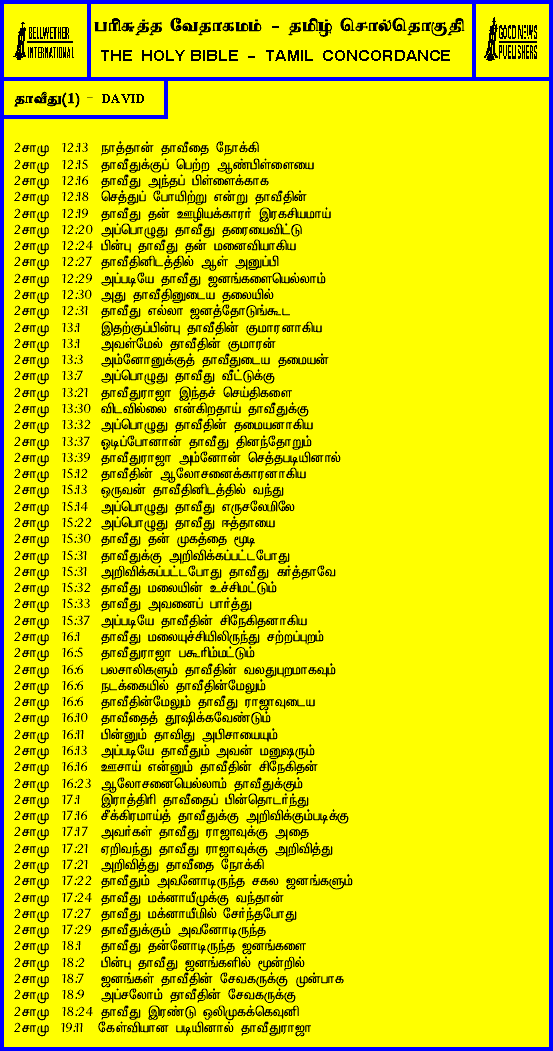 BELLWETHER
INTERNATIONAL
பரிசுத்த வேதாகமம் - தமிழ் சொல்தொகுதி
THE HOLY BIBLE - TAMIL CONCORDANCE
GOOD NEWS
PUBLISHERS
தாவீது(1) - DAVID
2சாமு 12:13 நாத்தான் தாவீதை நோக்கி
2சாமு 12:15 தாவீதுக்குப் பெற்ற ஆண்பிள்ளையை
2சாமு 12:16 தாவீது அந்தப் பிள்ளைக்காக
2சாமு 12:18 செத்துப் போயிற்று என்று தாவீதின்
2சாமு 12:19 தாவீது தன் ஊழியக்காரர் இரகசியமாய்
2சாமு 12:20 அப்பொழுது தாவீது தரையைவிட்டு
2சாமு 12:24 பின்பு தாவீது தன் மனைவியாகிய
2சாமு 12:27 தாவீதினிடத்தில் ஆள் அனுப்பி
2சாமு 12:29 அப்படியே தாவீது ஜனங்களையெல்லாம்
2சாமு 12:30 அது தாவீதினுடைய தலையில்
2சாமு 12:31 தாவீது எல்லா ஜனத்தோடுங்கூட
2சாமு 13:1 இதற்குப்பின்பு தாவீதின் குமாரனாகிய
2சாமு 13:1 அவள்மேல் தாவீதின் குமாரன்
2சாமு 13:3 அம்னோனுக்குத் தாவீதுடைய தமையன்
2சாமு 13:7 அப்பொழுது தாவீது வீட்டுக்கு
2சாமு 13:21 தாவீதுராஜா இந்தச் செய்திகளை
2சாமு 13:30 விடவில்லை என்கிறதாய் தாவீதுக்கு
2சாமு 13:32 அப்பொழுது தாவீதின் தமையனாகிய
2சாமு 13:37 ஓடிப்போனான் தாவீது தினந்தோறும்
2சாமு 13:39 தாவீதுராஜா அம்னோன் செத்தபடியினால்
2சாமு 15:12 தாவீதின் ஆலோசனைக்காரனாகிய
2சாமு 15:13 ஒருவன் தாவீதினிடத்தில் வந்து
2சாமு 15:14 அப்பொழுது தாவீது எருசலேமிலே
2சாமு 15:22 அப்பொழுது தாவீது ஈத்தாயை
2சாமு 15:30 தாவீது தன் முகத்தை மூடி
2சாமு 15:31 தாவீதுக்கு அறிவிக்கப்பட்டபோது
2சாமு 15:31 அறிவிக்கப்பட்டபோது தாவீது கர்த்தாவே
2சாமு 15:32 தாவீது மலையின் உச்சிமட்டும்
2சாமு 15:33 தாவீது அவனைப் பார்த்து
2சாமு 15:37 அப்படியே தாவீதின் சிநேகிதனாகிய
2சாமு 16:1 தாவீது மலையுச்சியிலிருந்து சற்றப்புறம்
2சாமு 16:5 தாவீதுராஜா பகூரிம்மட்டும்
2சாமு 16:6 பலசாலிகளும் தாவீதின் வலதுபுறமாகவும்
2சாமு 16:6 நடக்கையில் தாவீதின்மேலும்
2சாமு 16:6 தாவீதின்மேலும் தாவீது ராஜாவுடைய
2சாமு 16:10 தாவீதைத் தூஷிக்கவேண்டும்
2சாமு 16:11 பின்னும் தாவிது அபிசாயையும்
2சாமு 16:13 அப்படியே தாவீதும் அவன் மனுஷரும்
2சாமு 16:16 ஊசாய் என்னும் தாவீதின் சிநேகிதன்
2சாமு 16:23 ஆலோசனையெல்லாம் தாவீதுக்கும்
2சாமு 17:1 இராத்திரி தாவீதைப் பின்தொடர்ந்து
2சாமு 17:16 சீக்கிரமாய்த் தாவீதுக்கு அறிவிக்கும்படிக்கு
2சாமு 17:17 அவர்கள் தாவீது ராஜாவுக்கு அதை
2சாமு 17:21 ஏறிவந்து தாவீது ராஜாவுக்கு அறிவித்து
2சாமு 17:21 அறிவித்து தாவீதை நோக்கி
2சாமு 17:22 தாவீதும் அவனோடிருந்த சகல ஜனங்களும்
2சாமு 17:24 தாவீது மக்னாயீமுக்கு வந்தான்
2சாமு 17:27 தாவீது மக்னாயீமில் சேர்ந்தபோது
2சாமு 17:29 தாவீதுக்கும் அவனோடிருந்த
2சாமு 18:1 தாவீது தன்னோடிருந்த ஜனங்களை
2சாமு 18:2 பின்பு தாவீது ஜனங்களில் மூன்றில்
2சாமு 18:7 ஜனங்கள் தாவீதின் சேவகருக்கு முன்பாக
2சாமு 18:9 அப்சலோம் தாவீதின் சேவகருக்கு
2சாமு 18:24 தாவீது இரண்டு ஒலிமுகக்கெவுனி
2சாமு 19:11 கேள்வியான படியினால் தாவீதுராஜா